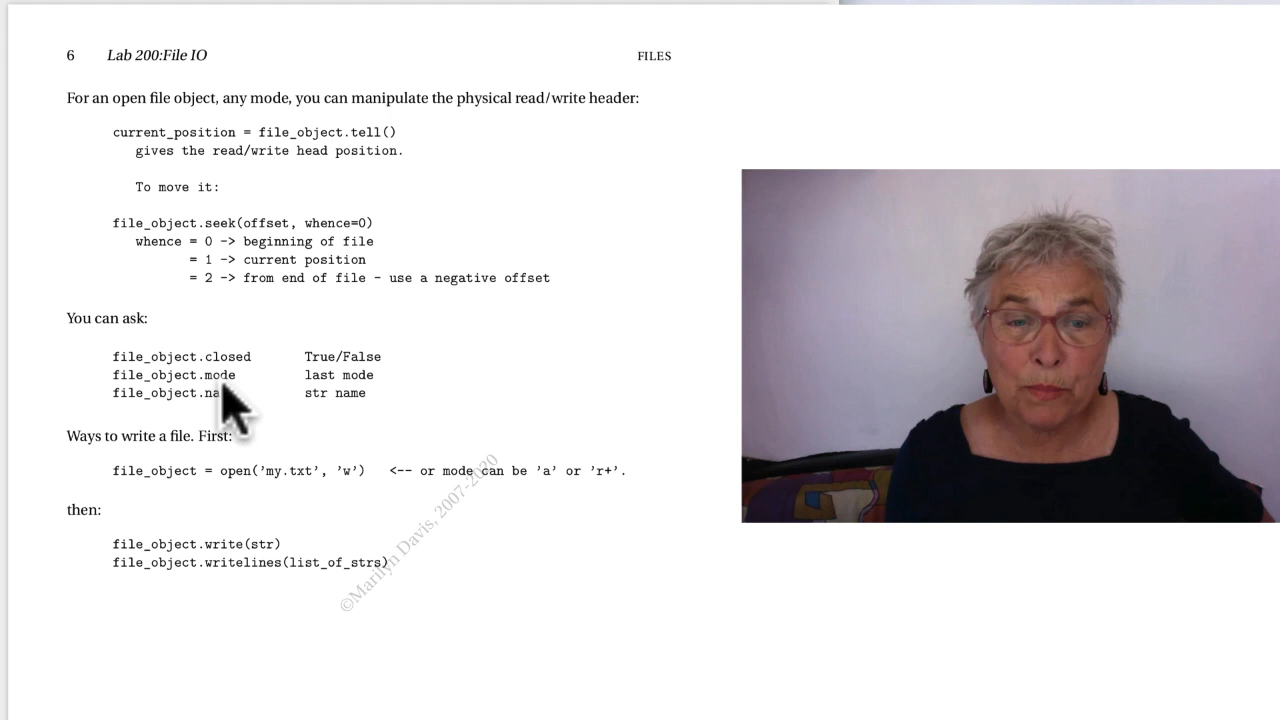 6 Lab 200:File IO FILES
For an open file object, any mode, you can manipulate the physical read/write header:
current_position = file_object.tell()
gives the read/write head position.
To move it:
file_object.seek(offset, whence=0)
whence = 0 -> beginning of file
= 1 -> current position
= 2 -> from end of file - use a negative offset
You can ask:
file_object.closed True/False
file_object.mode last mode
file_object.na str name
Ways to write a file. First:
file_object = open('my.txt', 'w') <-- or mode can be 'a' or 'r+'.
then:
file_object.write(str)
file_object.writelines(list_of_strs)
©Marilyn Davis, 2007-2020